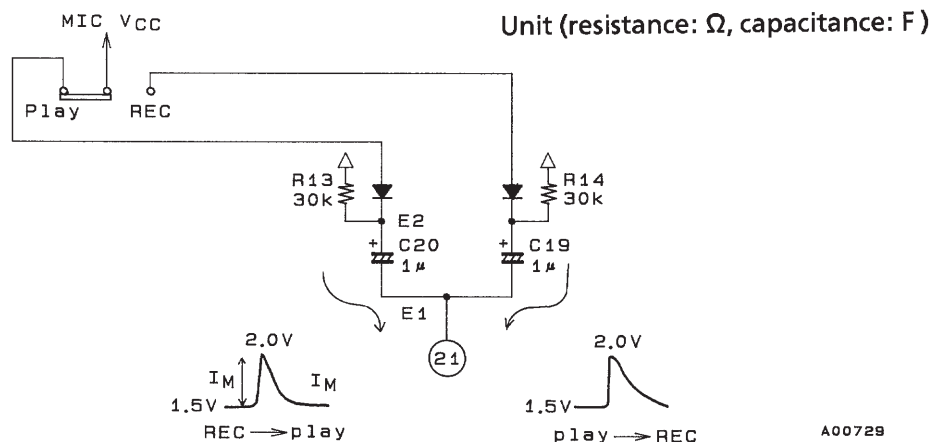 Unit (resistance: Ω, capacitance: F)
MIC VCC
Play REC
R13
30k
R14
30k
E2
+ C20
1μ
+ C19
1μ
E1
21
2.0V
IM IM
1.5V
REC → play
2.0V
1.5V
play → REC
A00729